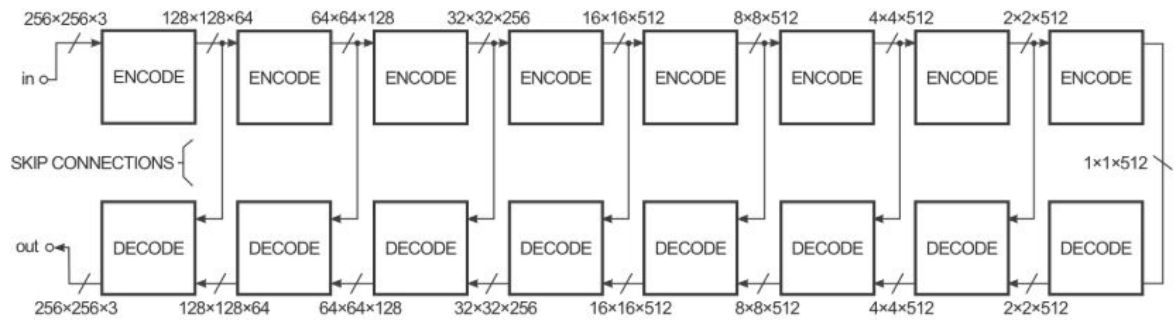 256×256×3 128×128×64 64×64×128 32×32×256 16×16×512 8×8×512 4×4×512 2×2×512
in ENCODE ENCODE ENCODE ENCODE ENCODE ENCODE ENCODE ENCODE
SKIP CONNECTIONS 1×1×512
out DECODE DECODE DECODE DECODE DECODE DECODE DECODE DECODE
256×256×3 128×128×64 64×64×128 32×32×256 16×16×512 8×8×512 4×4×512 2×2×512